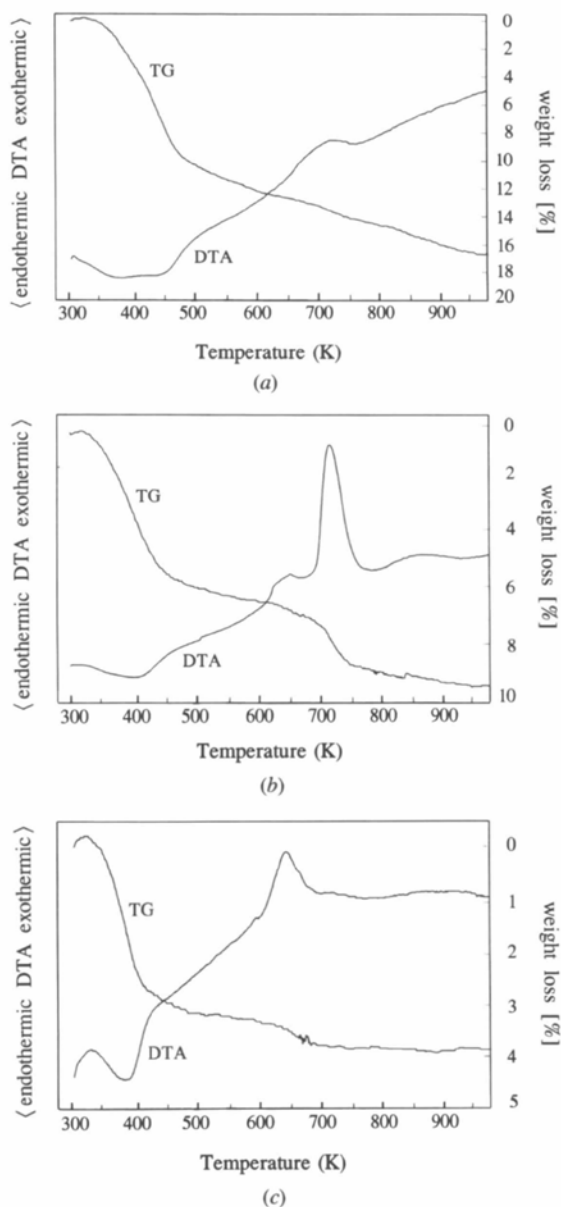 ⟨endothermic DTA exothermic⟩
TG
DTA
0
2
4
6
8
10
12
14
16
18
20
weight loss [%]
300 400 500 600 700 800 900
Temperature (K)
(a)
⟨endothermic DTA exothermic⟩
TG
DTA
0
2
4
6
8
10
weight loss [%]
300 400 500 600 700 800 900
Temperature (K)
(b)
⟨endothermic DTA exothermic⟩
TG
DTA
0
1
2
3
4
5
weight loss [%]
300 400 500 600 700 800 900
Temperature (K)
(c)